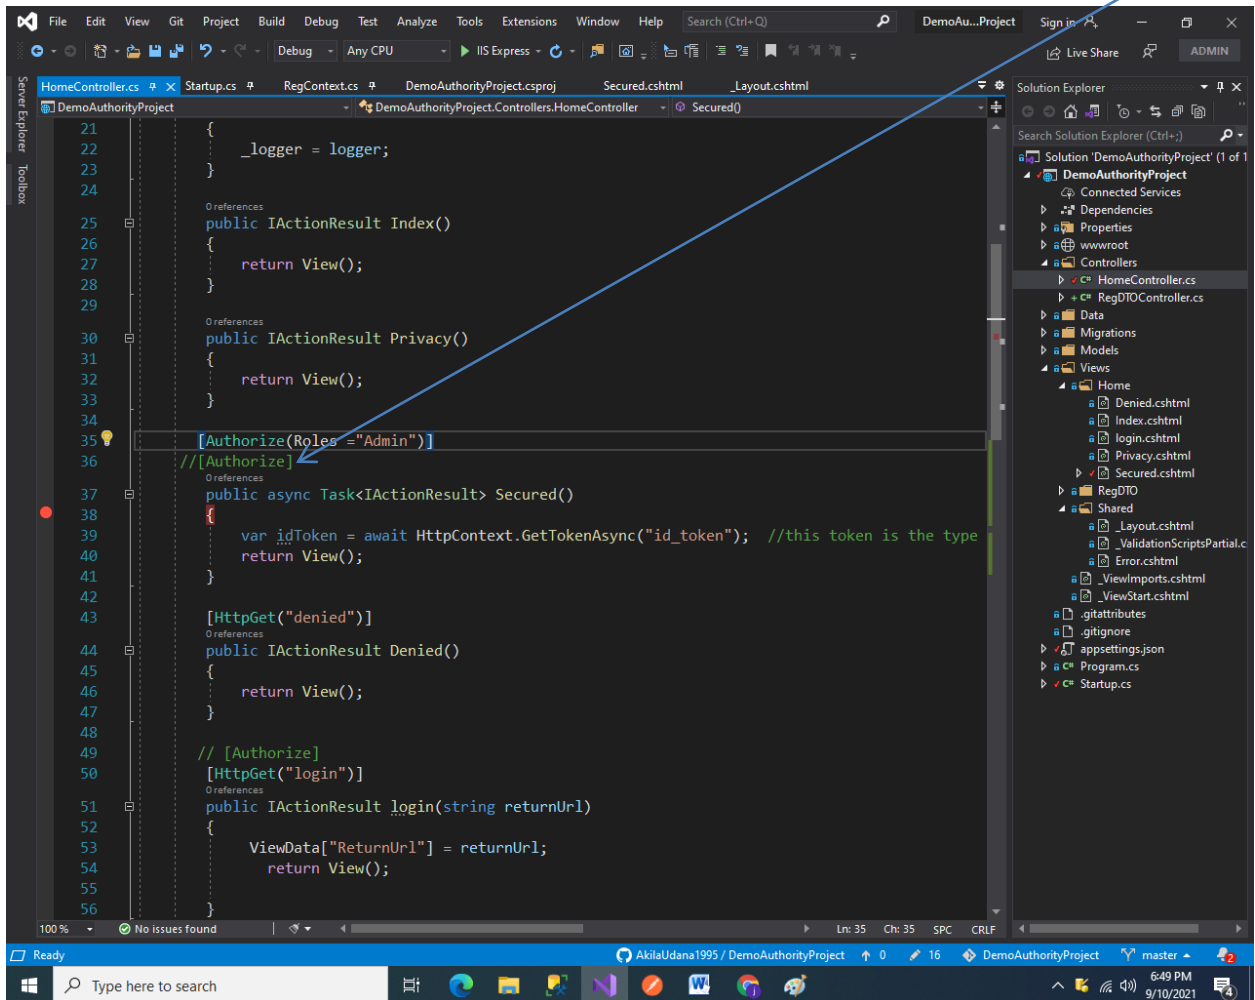 File Edit View Git Project Build Debug Test Analyze Tools Extensions Window Help Search (Ctrl+Q) DemoAu...Project Sign in
Debug Any CPU IIS Express Live Share ADMIN
Server Explorer
Toolbox
HomeController.cs Startup.cs RegContext.cs DemoAuthorityProject.csproj Secured.cshtml _Layout.cshtml
DemoAuthorityProject DemoAuthorityProject.Controllers.HomeController Secured()
21 {
22 _logger = logger;
23 }
24
0 references
25 public IActionResult Index()
26 {
27 return View();
28 }
29
0 references
30 public IActionResult Privacy()
31 {
32 return View();
33 }
34
35 [Authorize(Roles ="Admin")]
36 //[Authorize]
0 references
37 public async Task<IActionResult> Secured()
38 {
39 var idToken = await HttpContext.GetTokenAsync("id_token"); //this token is the type
40 return View();
41 }
42
43 [HttpGet("denied")]
0 references
44 public IActionResult Denied()
45 {
46 return View();
47 }
48
49 // [Authorize]
50 [HttpGet("login")]
0 references
51 public IActionResult login(string returnUrl)
52 {
53 ViewData["ReturnUrl"] = returnUrl;
54 return View();
55
56 }
100 % No issues found Ln: 35 Ch: 35 SPC CRLF
Solution Explorer
Search Solution Explorer (Ctrl+;)
Solution 'DemoAuthorityProject' (1 of 1
DemoAuthorityProject
Connected Services
Dependencies
Properties
wwwroot
Controllers
C# HomeController.cs
C# RegDTOController.cs
Data
Migrations
Models
Views
Home
Denied.cshtml
Index.cshtml
login.cshtml
Privacy.cshtml
Secured.cshtml
RegDTO
Shared
_Layout.cshtml
_ValidationScriptsPartial.c
Error.cshtml
_ViewImports.cshtml
_ViewStart.cshtml
.gitattributes
.gitignore
appsettings.json
C# Program.cs
C# Startup.cs
Ready AkilaUdana1995 / DemoAuthorityProject 0 16 DemoAuthorityProject master 2
Type here to search 6:49 PM
9/10/2021 4